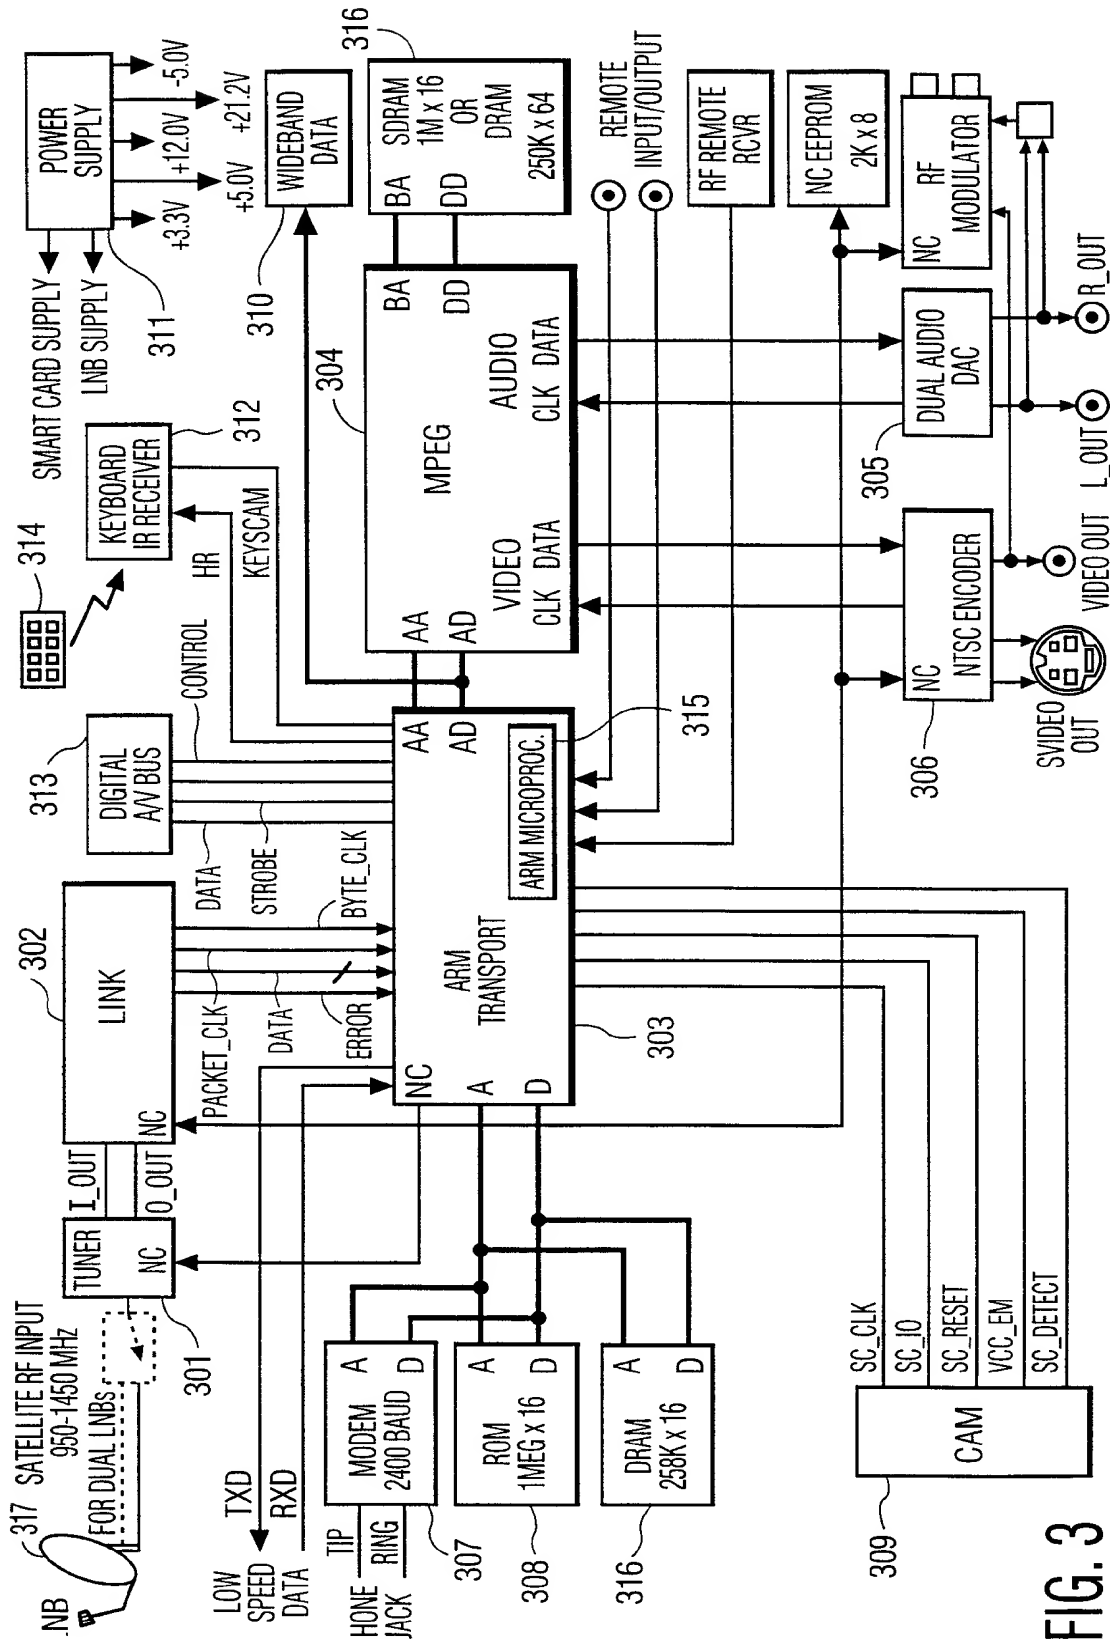 LNB
317
SATELLITE RF INPUT
950-1450 MHz
FOR DUAL LNBs
301
TUNER
NC
I_OUT
O_OUT
302
LINK
NC
PACKET_CLK
DATA
ERROR
BYTE_CLK
313
DIGITAL
A/V BUS
DATA
STROBE
CONTROL
314
KEYBOARD
IR RECEIVER
312
HR
KEYSCAM
SMART CARD SUPPLY
LNB SUPPLY
311
POWER
SUPPLY
+3.3V
+5.0V
+12.0V
+21.2V
-5.0V
LOW
SPEED
DATA
TXD
RXD
310
WIDEBAND
DATA
HONE
JACK
TIP
RING
MODEM
2400 BAUD
A
D
307
ROM
1MEG x 16
A
D
308
DRAM
258K x 16
A
D
316
NC
A
D
ARM
TRANSPORT
303
AA
AD
ARM MICROPROC.
315
304
MPEG
AA
AD
VIDEO
CLK DATA
AUDIO
CLK DATA
BA
DD
BA
DD
SDRAM
1M x 16
OR
DRAM
250K x 64
316
REMOTE
INPUT/OUTPUT
RF REMOTE
RCVR
NC EEPROM
2K x 8
309
CAM
SC_CLK
SC_IO
SC_RESET
VCC_EM
SC_DETECT
306
NC
NTSC ENCODER
SVIDEO
OUT
VIDEO OUT
305
DUAL AUDIO
DAC
L_OUT
R_OUT
NC
RF
MODULATOR
FIG. 3